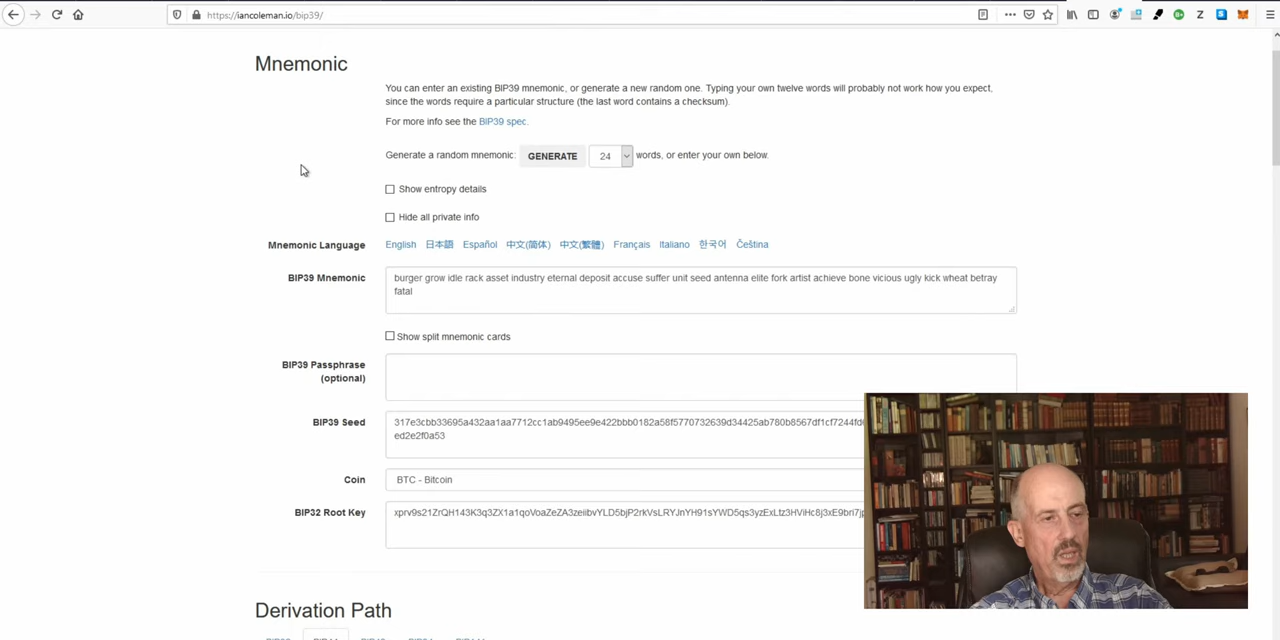 https://iancoleman.io/bip39/
Mnemonic
You can enter an existing BIP39 mnemonic, or generate a new random one. Typing your own twelve words will probably not work how you expect,
since the words require a particular structure (the last word contains a checksum).
For more info see the BIP39 spec.
Generate a random mnemonic: GENERATE 24 words, or enter your own below.
Show entropy details
Hide all private info
Mnemonic Language English 日本語 Español 中文(简体) 中文(繁體) Français Italiano 한국어 Čeština
BIP39 Mnemonic burger grow idle rack asset industry eternal deposit accuse suffer unit seed antenna elite fork artist achieve bone vicious ugly kick wheat betray
fatal
Show split mnemonic cards
BIP39 Passphrase
(optional)
BIP39 Seed 317e3cbb33695a432aa1aa7712cc1ab9495ee9e422bbb0182a58f5770732639d34425ab780b8567df1cf7244fd
ed2e2f0a53
Coin BTC - Bitcoin
BIP32 Root Key
Derivation Path